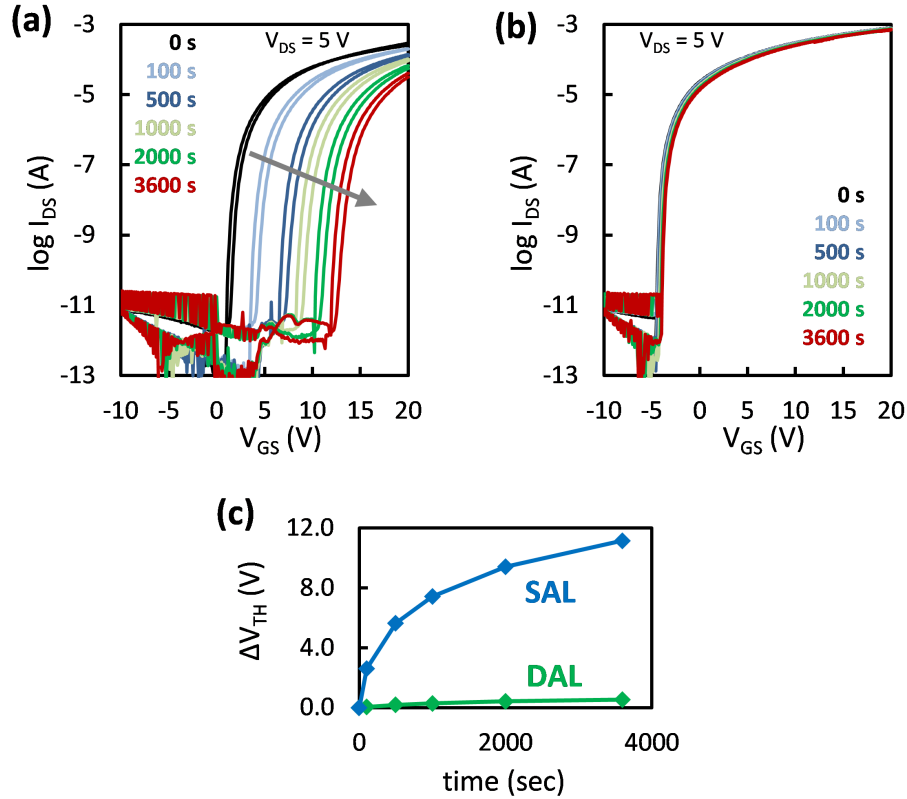 (a)
0 s
100 s
500 s
1000 s
2000 s
3600 s
V_DS = 5 V
log I_DS (A)
-3
-5
-7
-9
-11
-13
-10 -5 0 5 10 15 20
V_GS (V)
(b)
V_DS = 5 V
0 s
100 s
500 s
1000 s
2000 s
3600 s
log I_DS (A)
-3
-5
-7
-9
-11
-13
-10 -5 0 5 10 15 20
V_GS (V)
(c)
SAL
DAL
ΔV_TH (V)
12.0
8.0
4.0
0.0
0 2000 4000
time (sec)